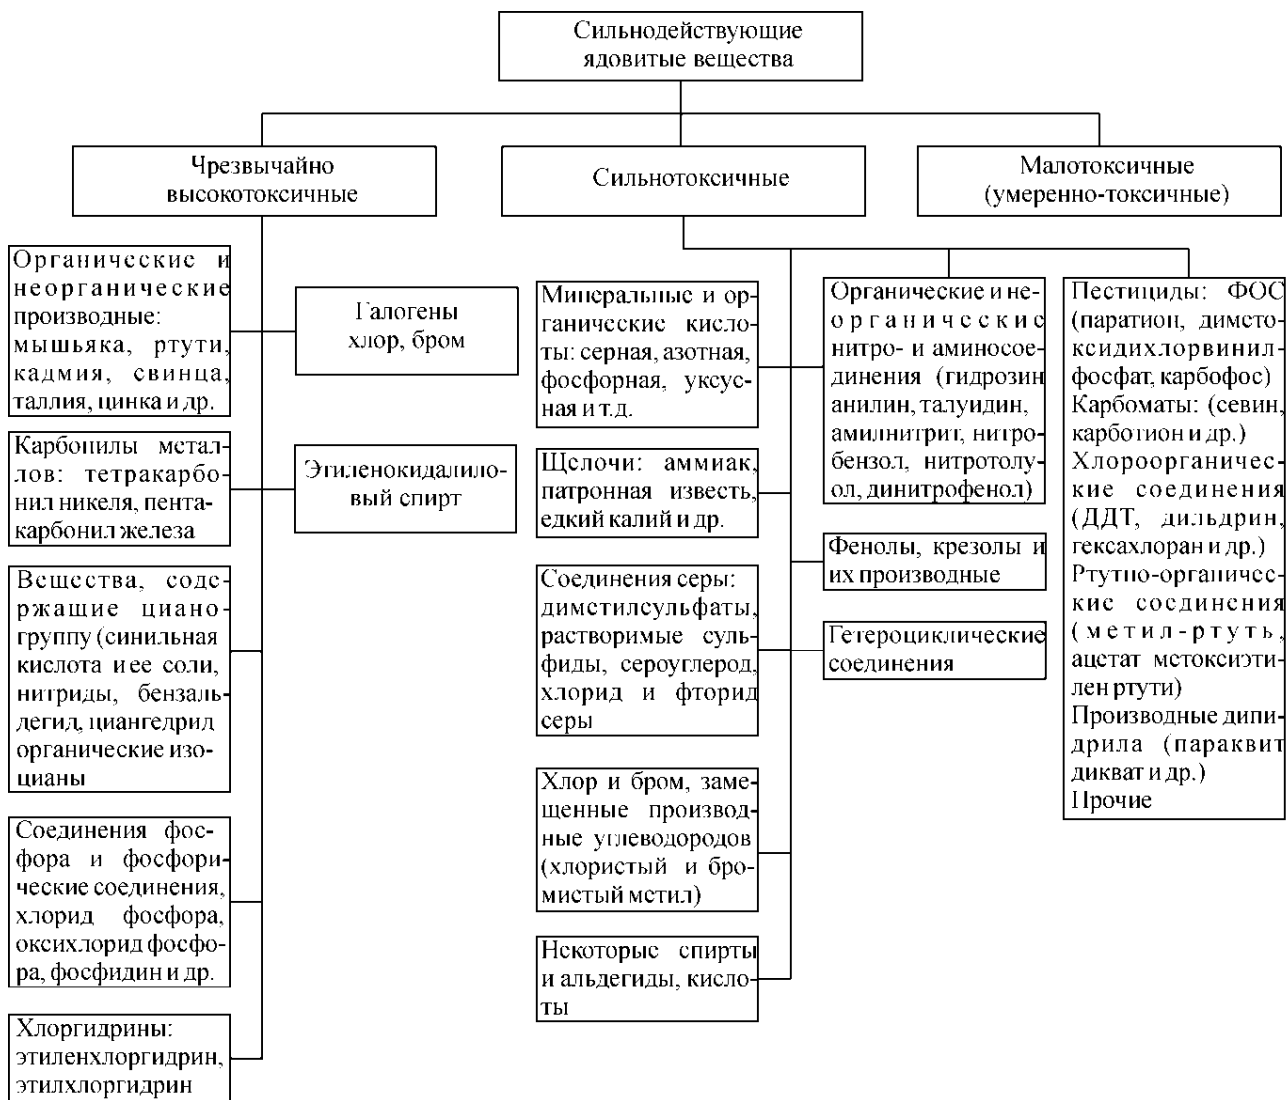 Сильнодействующие
ядовитые вещества
Чрезвычайно
высокотоксичные
Сильнотоксичные
Малотоксичные
(умеренно-токсичные)
Органические и
неорганические
производные:
мышьяка, ртути,
кадмия, свинца,
таллия, цинка и др.
Галогены
хлор, бром
Карбонилы метал-
лов: тетракарбо-
нил никеля, пента-
карбонил железа
Этиленокидалило-
вый спирт
Вещества, соде-
ржащие циано-
группу (синильная
кислота и ее соли,
нитриды, бензаль-
дегид, циангедрид
органические изо-
цианы
Соединения фос-
фора и фосфори-
ческие соединения,
хлорид фосфора,
оксихлорид фосфо-
ра, фосфидин и др.
Хлоргидрины:
этиленхлоргидрин,
этилхлоргидрин
Минеральные и ор-
ганические кисло-
ты: серная, азотная,
фосфорная, уксус-
ная и т.д.
Щелочи: аммиак,
патронная известь,
едкий калий и др.
Соединения серы:
диметилсульфаты,
растворимые суль-
фиды, сероуглерод,
хлорид и фторид
серы
Хлор и бром, заме-
щенные производ-
ные углеводородов
(хлористый и бро-
мистый метил)
Некоторые спирты
и альдегиды, кисло-
ты
Органические и не-
органические
нитро- и аминосое-
динения (гидрозин
анилин, талуидин,
амилнитрит, нитро-
бензол, нитротолу-
ол, динитрофенол)
Фенолы, крезолы и
их производные
Гетероциклические
соединения
Пестициды: ФОС
(паратион, димето-
ксидихлорвинил-
фосфат, карбофос)
Карбоматы: (севин,
карботион и др.)
Хлороорганичес-
кие соединения
(ДДТ, дильдрин,
гексахлоран и др.)
Ртутно-органичес-
кие соединения
(метил-ртуть,
ацетат метоксиэти-
лен ртути)
Производные дипи-
дрила (параквит
дикват и др.)
Прочие